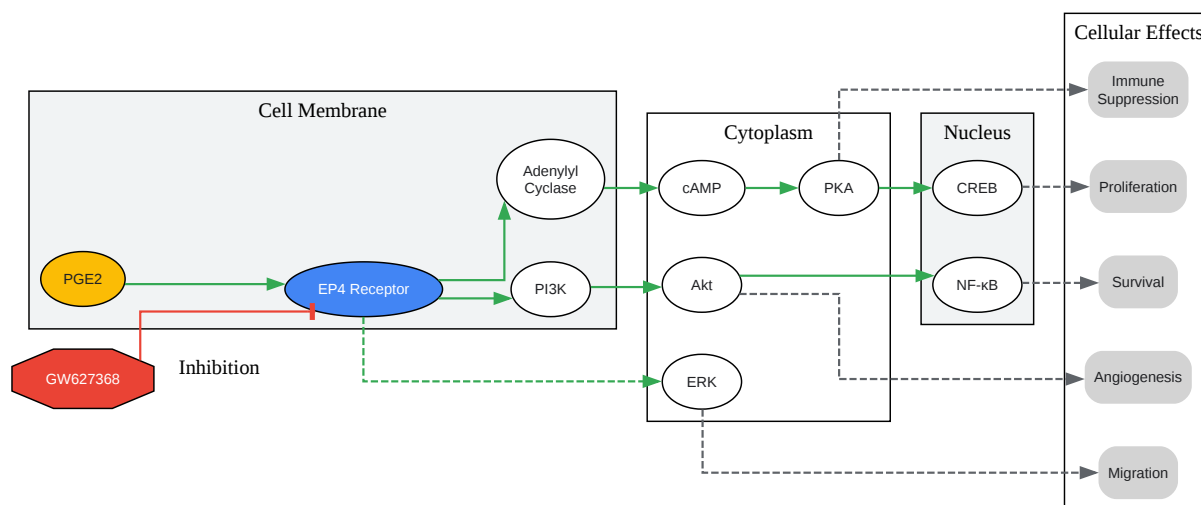 Cellular Effects
Immune
Suppression
Cell Membrane
Cytoplasm
Nucleus
Adenylyl
Cyclase
cAMP
PKA
CREB
Proliferation
PGE2
EP4 Receptor
PI3K
Akt
NF-κB
Survival
Inhibition
GW627368
ERK
Angiogenesis
Migration